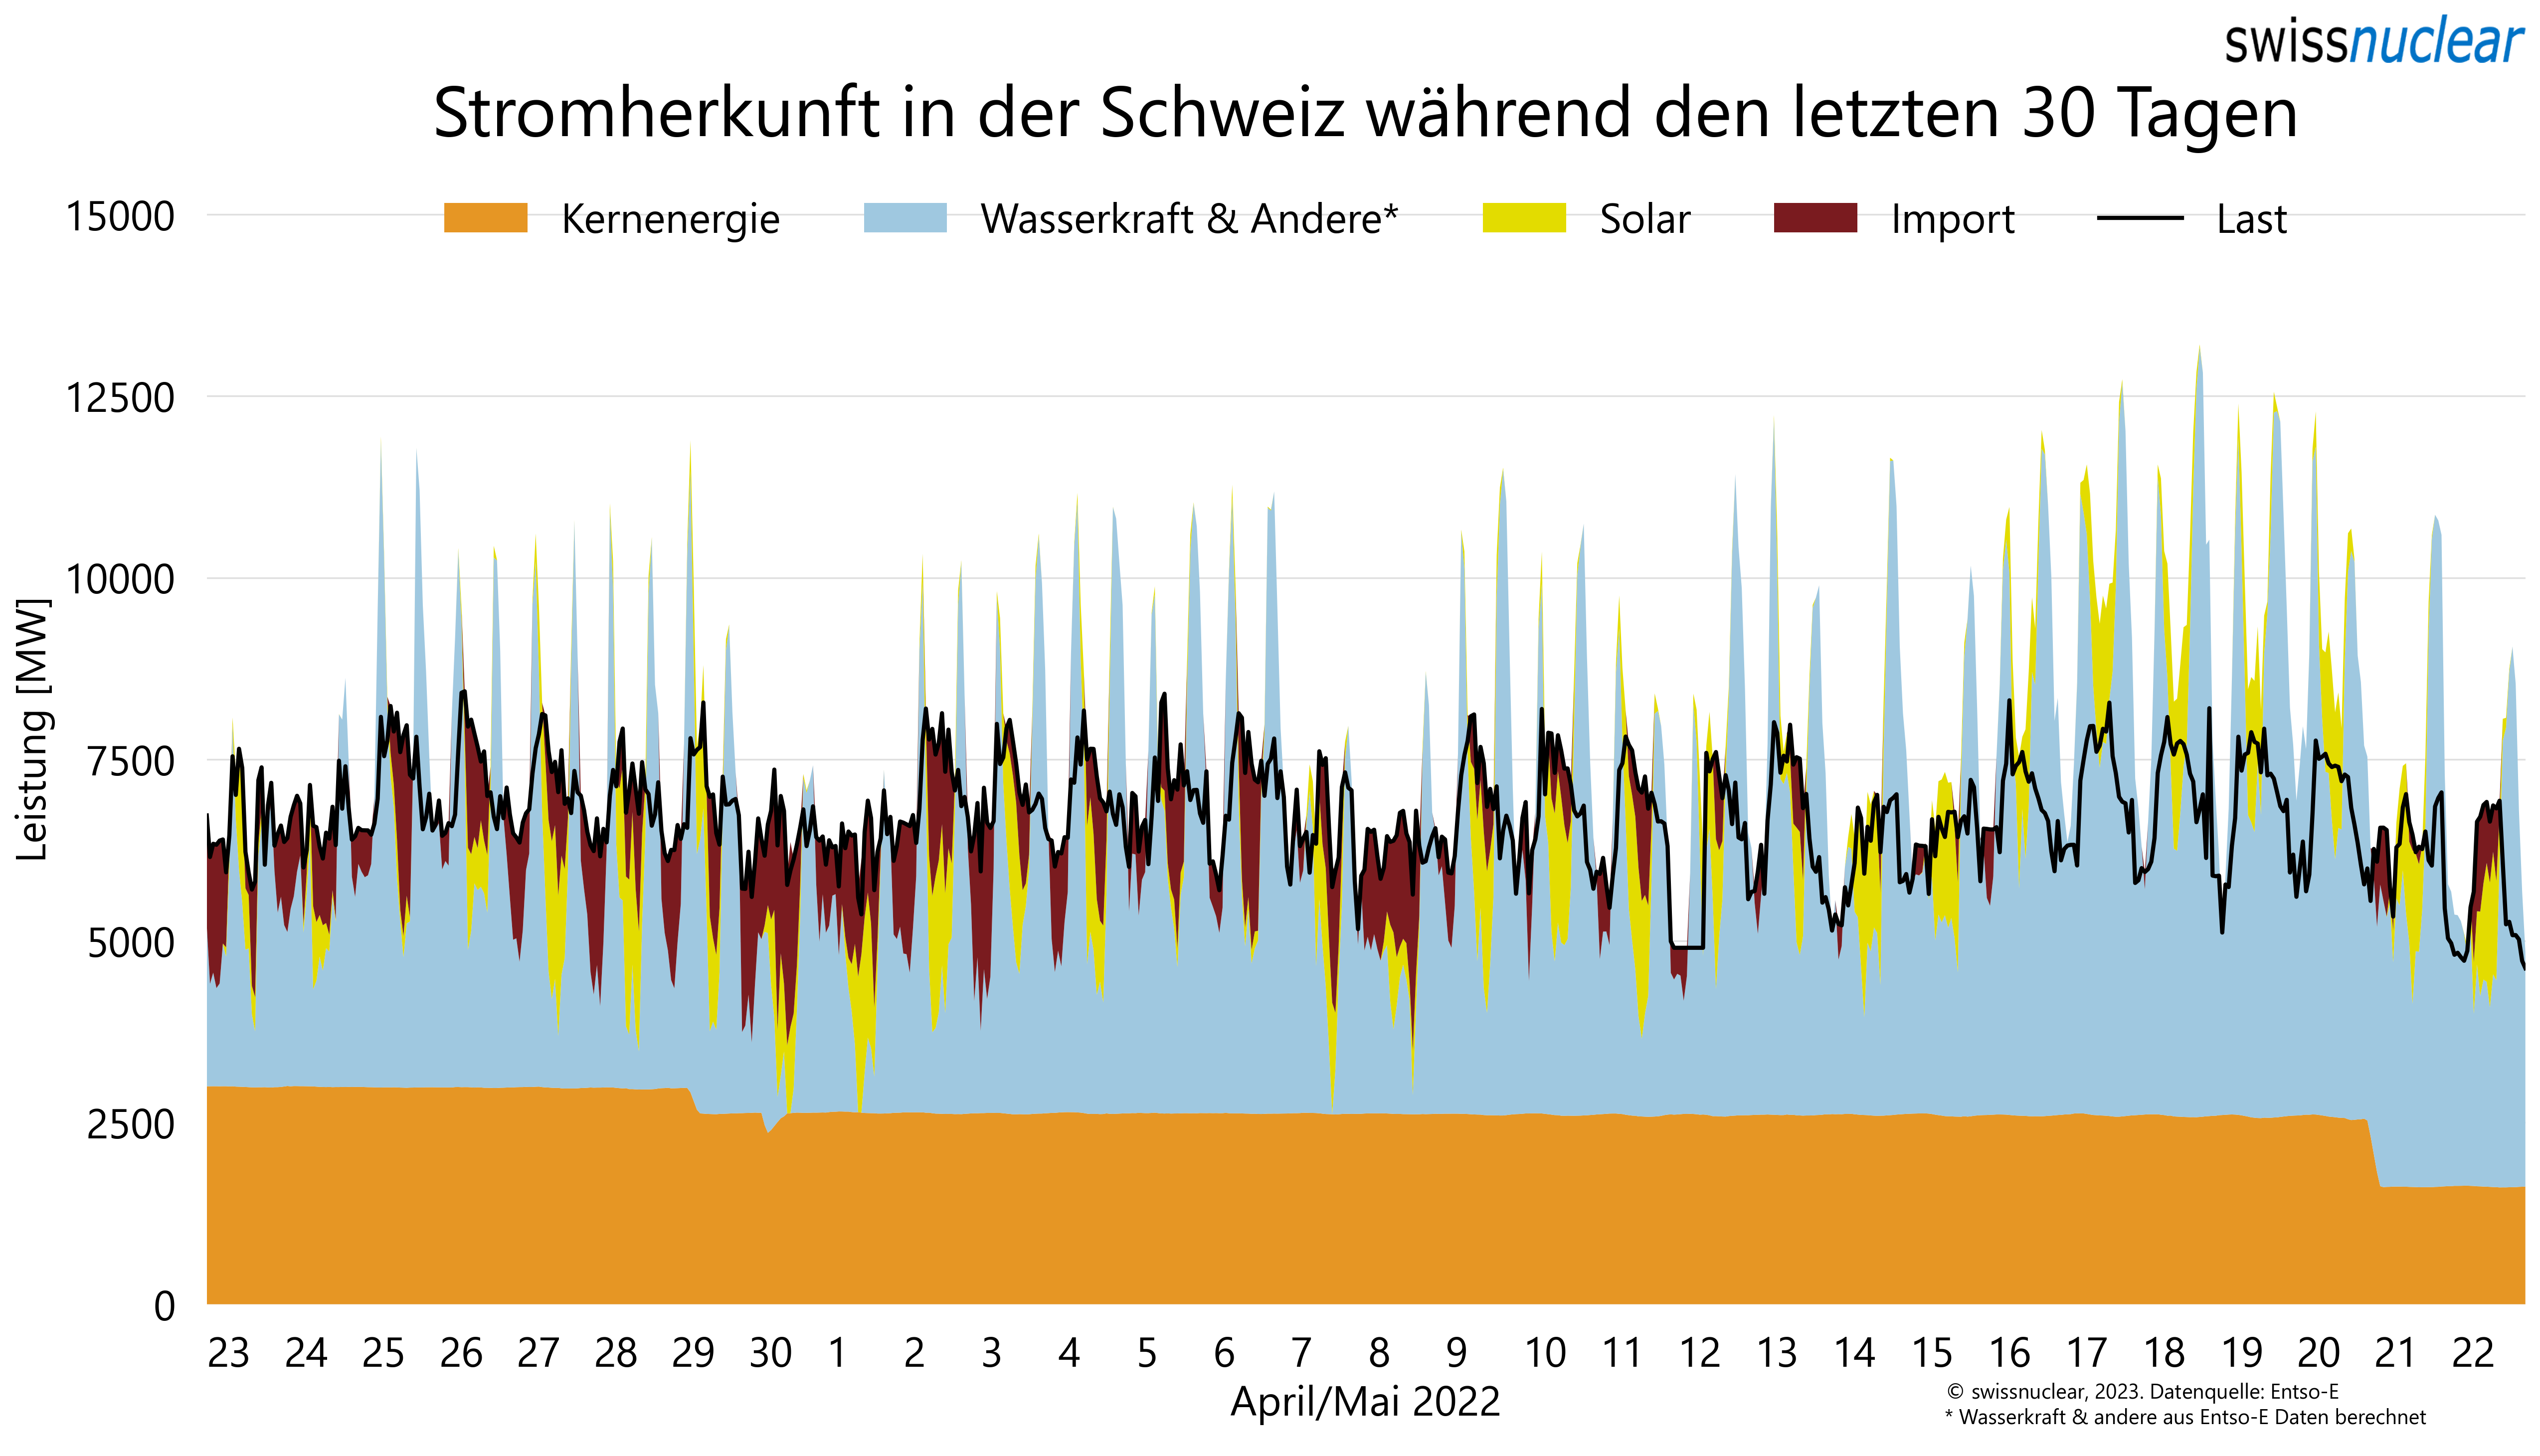 swissnuclear
Stromherkunft in der Schweiz während den letzten 30 Tagen
Kernenergie Wasserkraft & Andere* Solar Import Last
15000
12500
10000
7500
5000
2500
0
Leistung [MW]
23 24 25 26 27 28 29 30 1 2 3 4 5 6 7 8 9 10 11 12 13 14 15 16 17 18 19 20 21 22
April/Mai 2022
© swissnuclear, 2023. Datenquelle: Entso-E
* Wasserkraft & andere aus Entso-E Daten berechnet